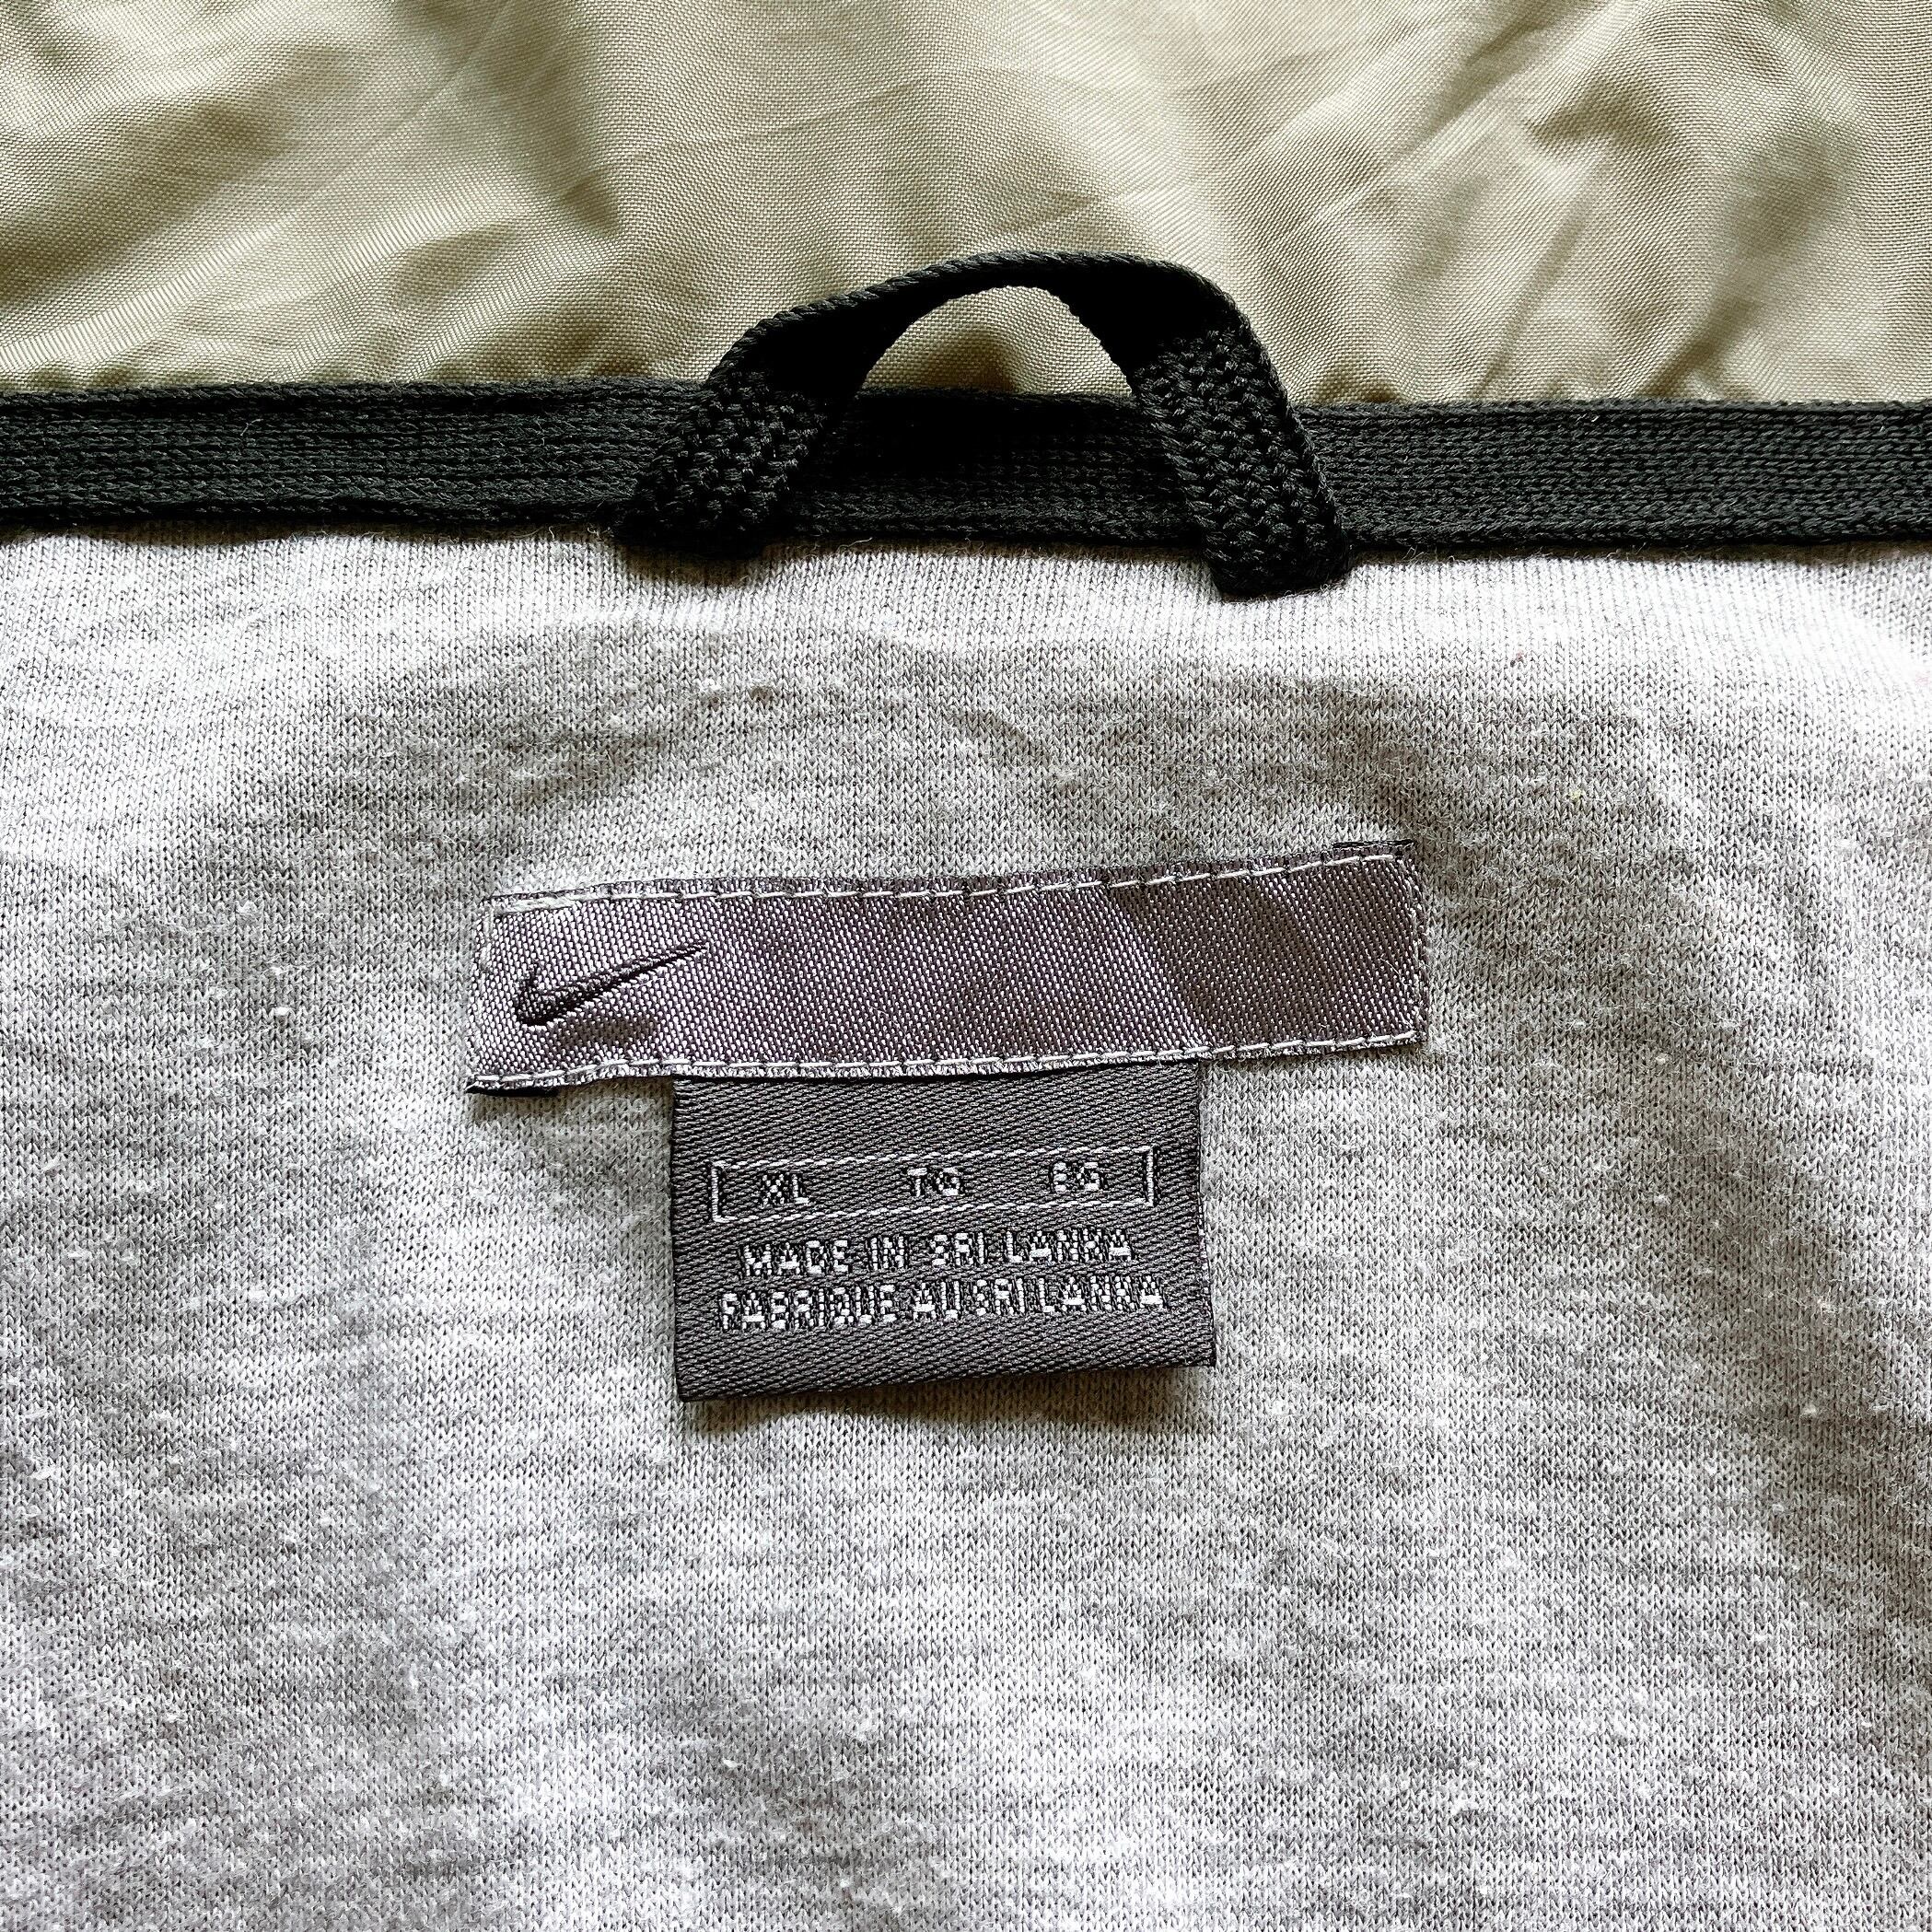 XL TG EG
MADE IN SRI LANKA
FABRIQUE AU SRI LANKA